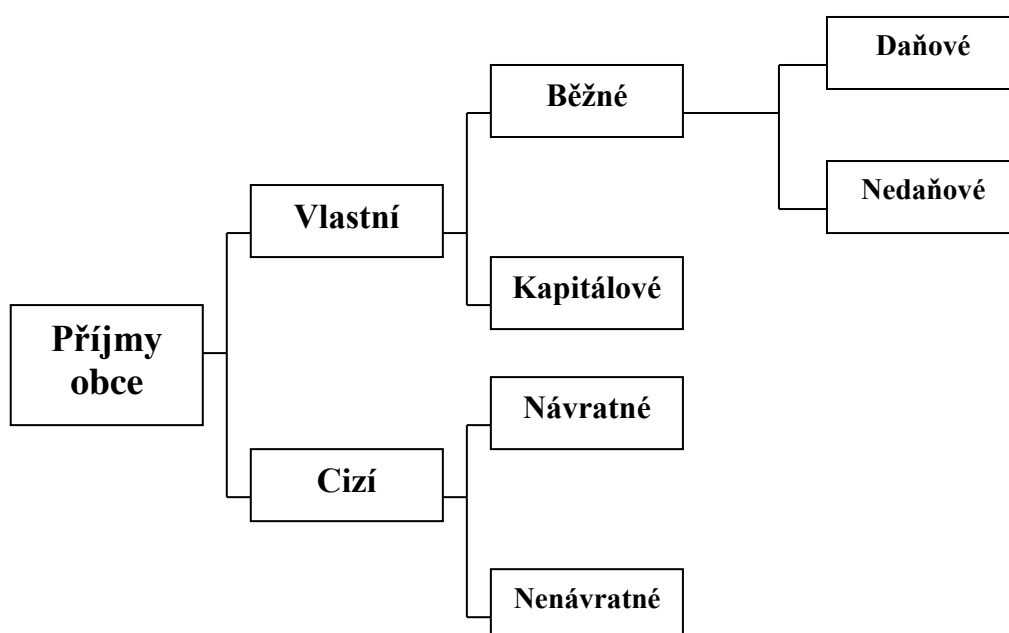 Daňové
Běžné
Nedaňové
Vlastní
Kapitálové
Příjmy
obce
Návratné
Cizí
Nenávratné